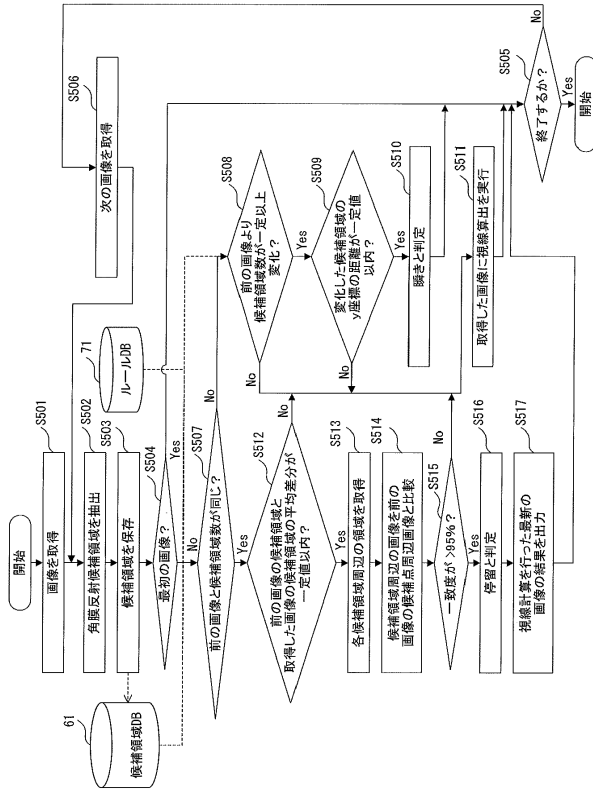 開始
S501
画像を取得
S502
角膜反射候補領域を抽出
S503
候補領域を保存
61
候補領域DB
71
ルールDB
S504
最初の画像?
Yes
No
S506
次の画像を取得
S507
前の画像と候補領域数が同じ?
No
Yes
S508
前の画像より
候補領域数が一定以上
変化?
No
Yes
S509
変化した候補領域の
y座標の距離が一定値
以内?
No
Yes
S510
瞬きと判定
S511
取得した画像に視線算出を実行
S512
前の画像の候補領域と
取得した画像の候補領域の平均差分が
一定値以内?
No
Yes
S513
各候補領域周辺の領域を取得
S514
候補領域周辺の画像を前の
画像の候補点周辺画像と比較
S515
一致度が >95%?
No
Yes
S516
停留と判定
S517
視線計算を行った最新の
画像の結果を出力
S505
終了するか?
No
Yes
開始